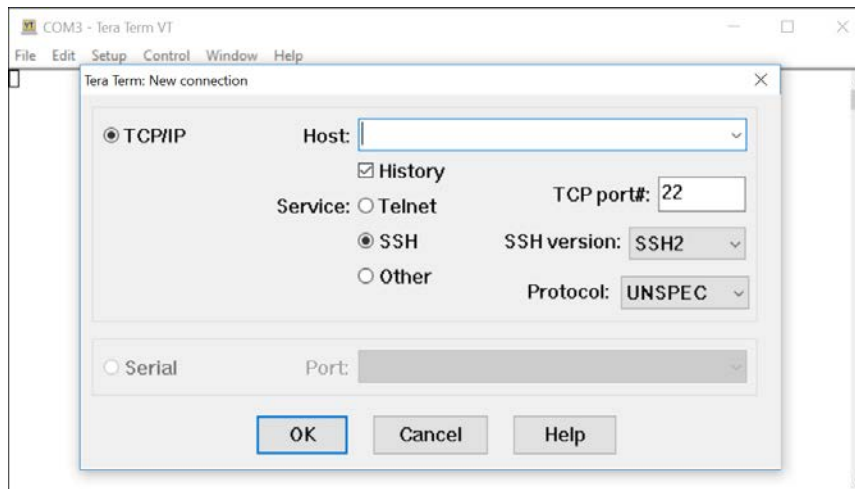 VT COM3 - Tera Term VT
File Edit Setup Control Window Help
Tera Term: New connection
TCP/IP Host:
History
Service: Telnet TCP port#: 22
SSH SSH version: SSH2
Other Protocol: UNSPEC
Serial Port:
OK Cancel Help